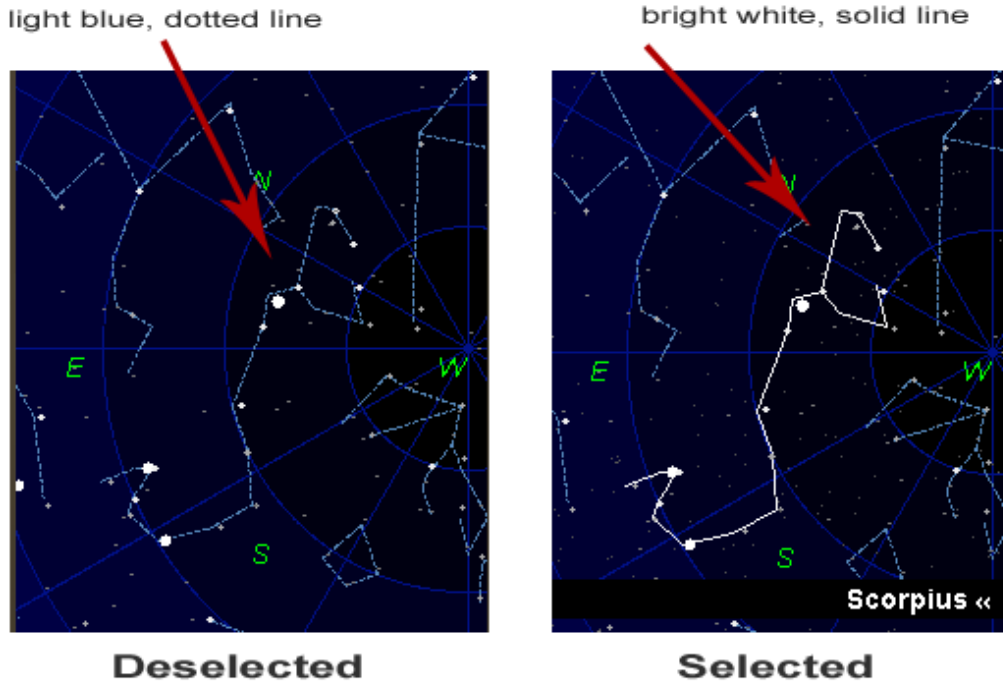 light blue, dotted line
bright white, solid line
N
E
W
S
N
E
W
S
Scorpius «
Deselected
Selected